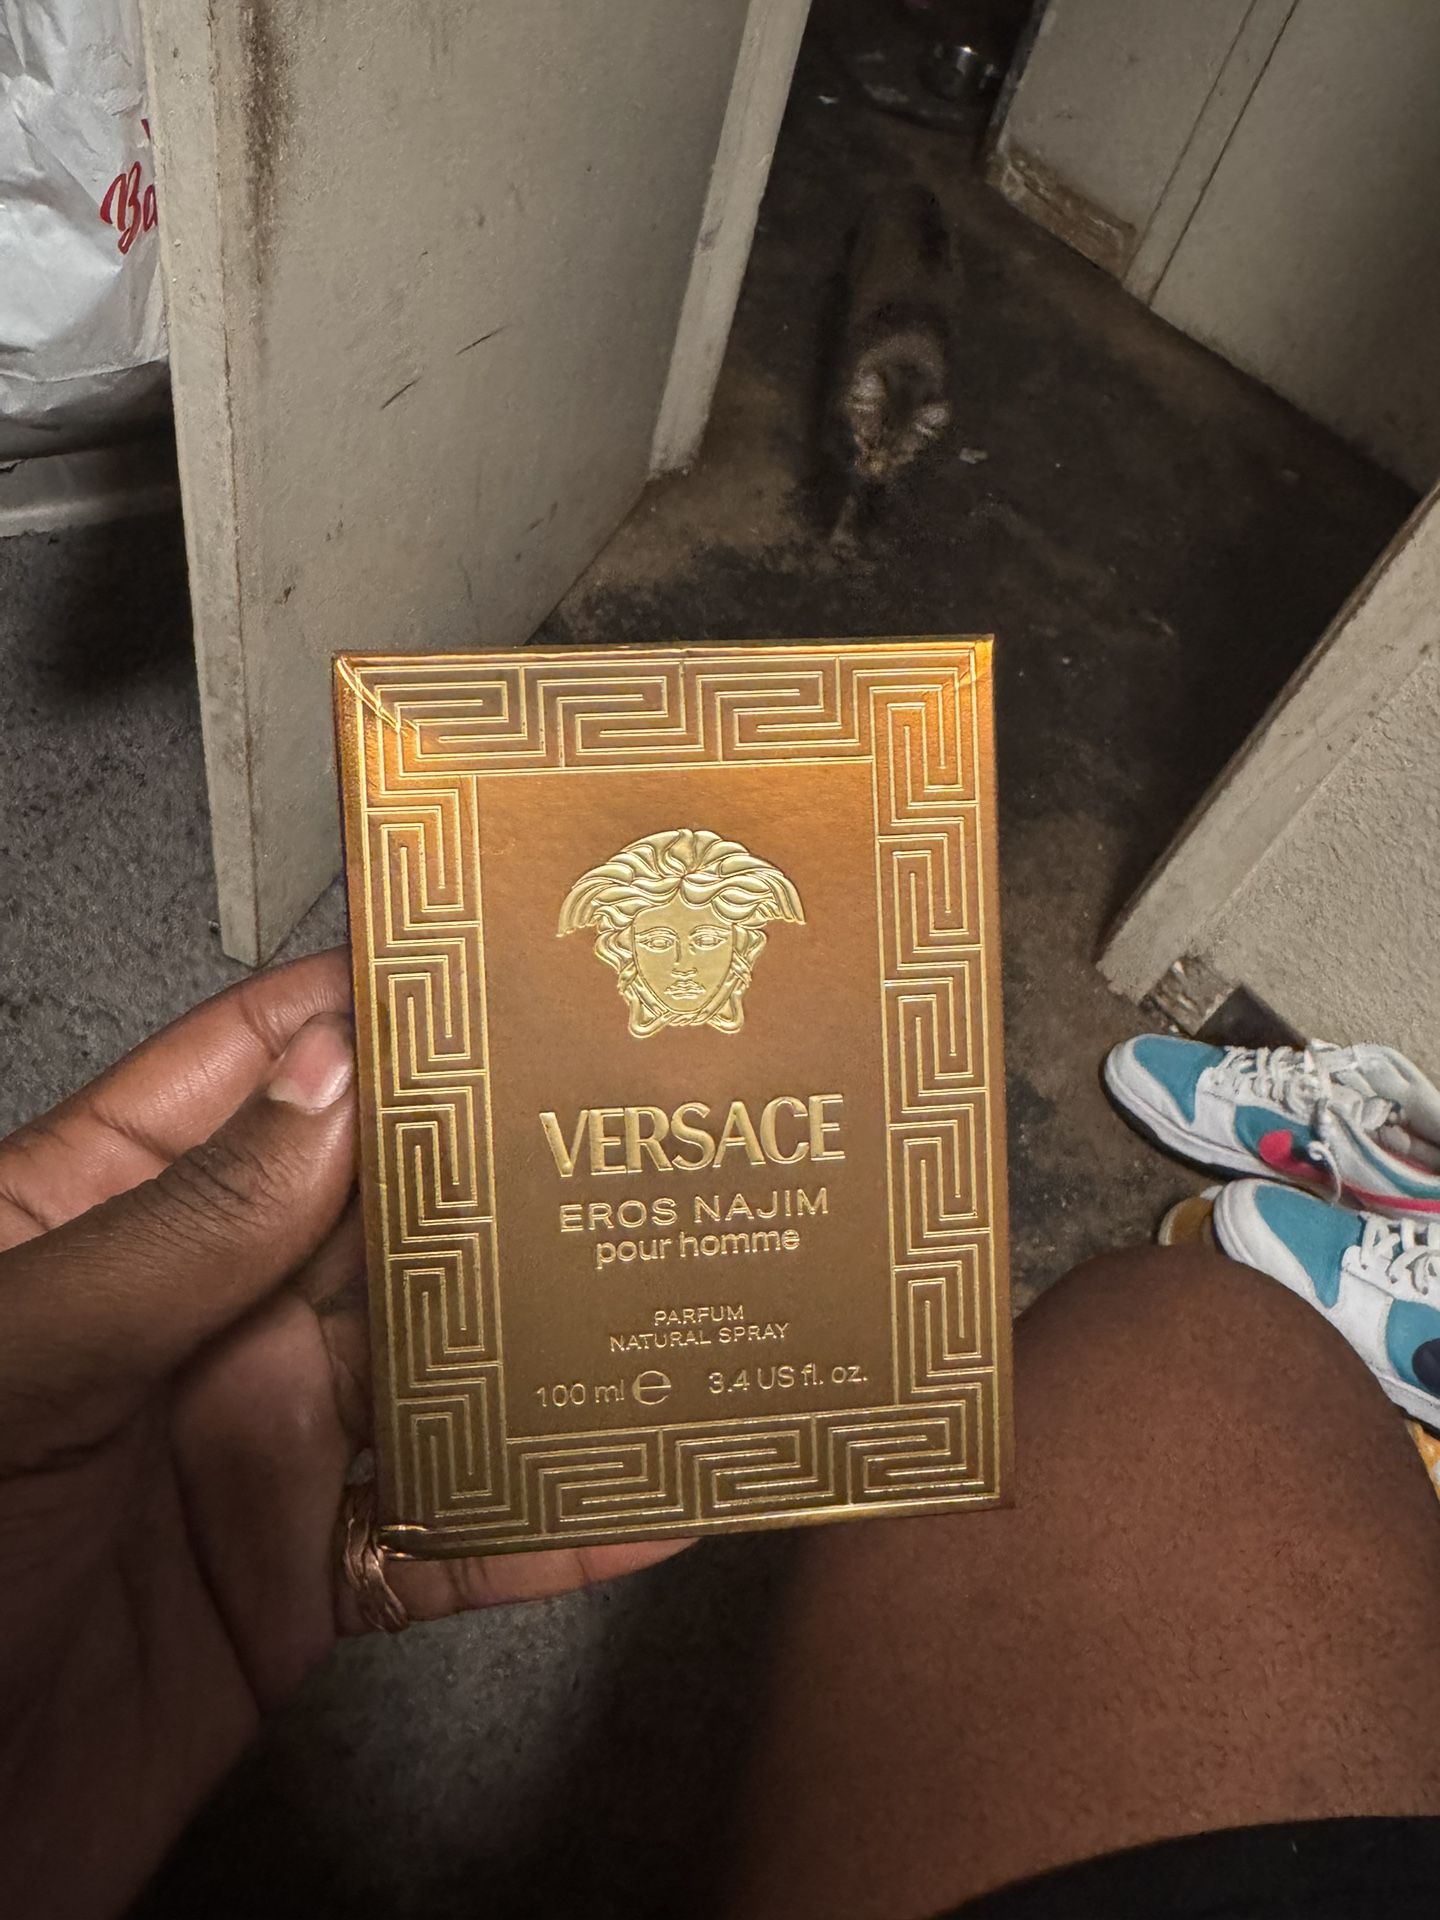 VERSACE
EROS NAJIM
pour homme
PARFUM
NATURAL SPRAY
100 ml e 3.4 US fl. oz.